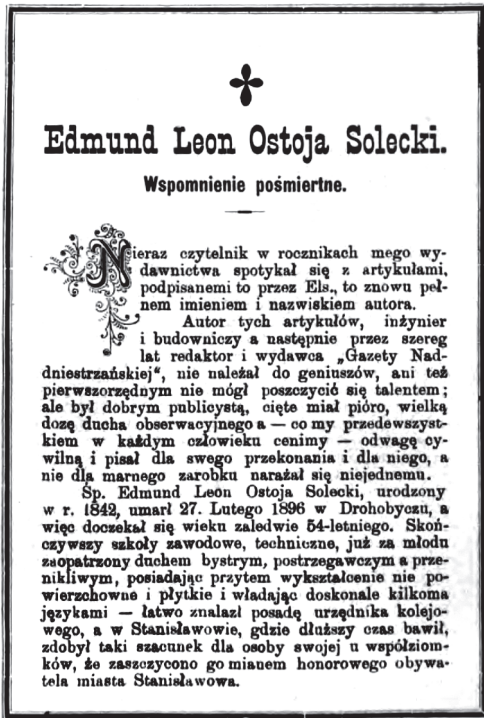 Edmund Leon Ostoja Solecki.
Wspomnienie pośmiertne.
Nieraz czytelnik w rocznikach mego wy-
dawnictwa spotykał się z artykułami,
podpisanemi to przez Els., to znowu peł-
nem imieniem i nazwiskiem autora.
Autor tych artykułów, inżynier
i budowniczy a następnie przez szereg
lat redaktor i wydawca „Gazety Nad-
dniestrzańskiej“, nie należał do geniuszów, ani też
pierwszorzędnym nie mógł poszczycić się talentem;
ale był dobrym publicystą, cięte miał pióro, wielką
dozę ducha obserwacyjnego a — co my przedewszyst-
kiem w każdym człowieku cenimy — odwagę cy-
wilną i pisał dla swego przekonania i dla niego, a
nie dla marnego zarobku narażał się niejednemu.
Śp. Edmund Leon Ostoja Solecki, urodzony
w r. 1842, umarł 27. Lutego 1896 w Drohobyczu, a
więc doczekał się wieku zaledwie 54-letniego. Skoń-
czywszy szkoły zawodowe, techniczne, już za młodu
zaopatrzony duchem bystrym, postrzegawczym a prze-
nikliwym, posiadając przytem wykształcenie nie po-
wierzchowne i płytkie i władając doskonale kilkoma
językami — łatwo znalazł posadę urzędnika kolejo-
wego, a w Stanisławowie, gdzie dłuższy czas bawił,
zdobył taki szacunek dla osoby swojej u współziom-
ków, że zaszczycono go mianem honorowego obywa-
tela miasta Stanisławowa.